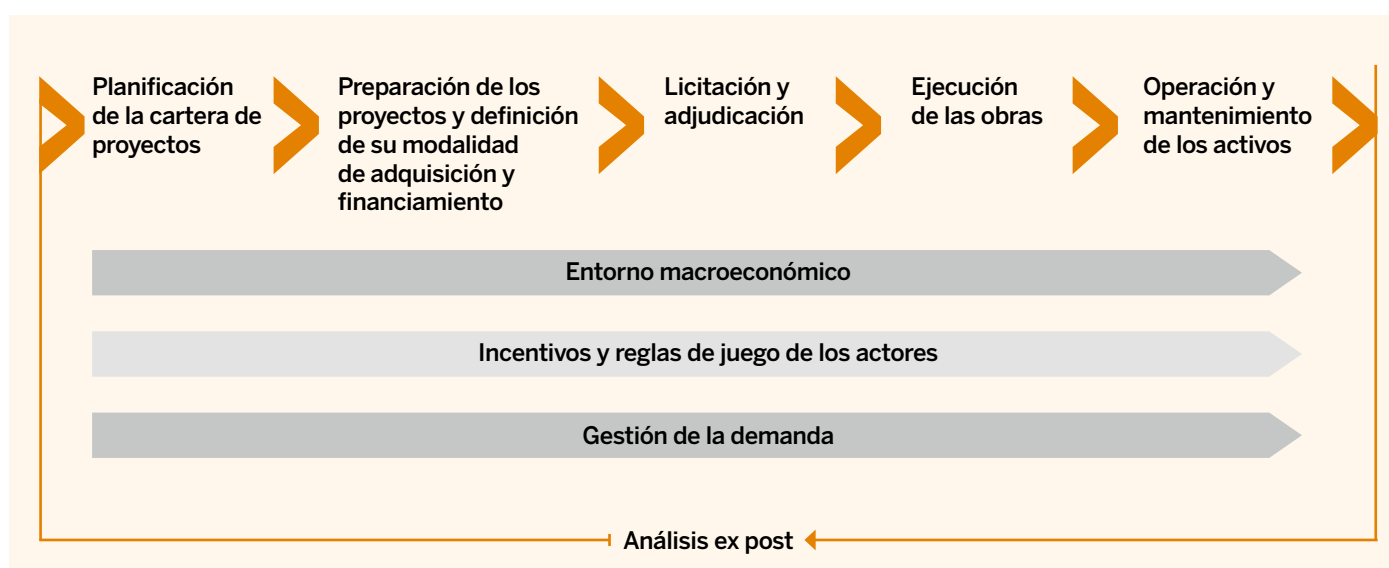 Planificación
de la cartera de
proyectos
Preparación de los
proyectos y definición
de su modalidad
de adquisición y
financiamiento
Licitación y
adjudicación
Ejecución
de las obras
Operación y
mantenimiento
de los activos
Entorno macroeconómico
Incentivos y reglas de juego de los actores
Gestión de la demanda
Análisis ex post